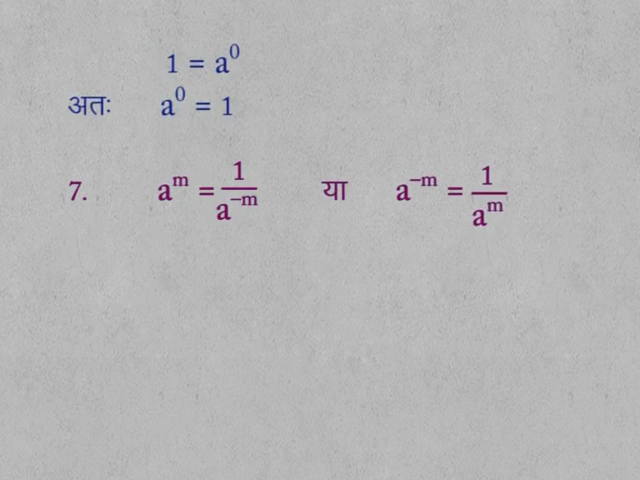 1 = a⁰
अतः a⁰ = 1
7. aᵐ = 1/a⁻ᵐ या a⁻ᵐ = 1/aᵐ